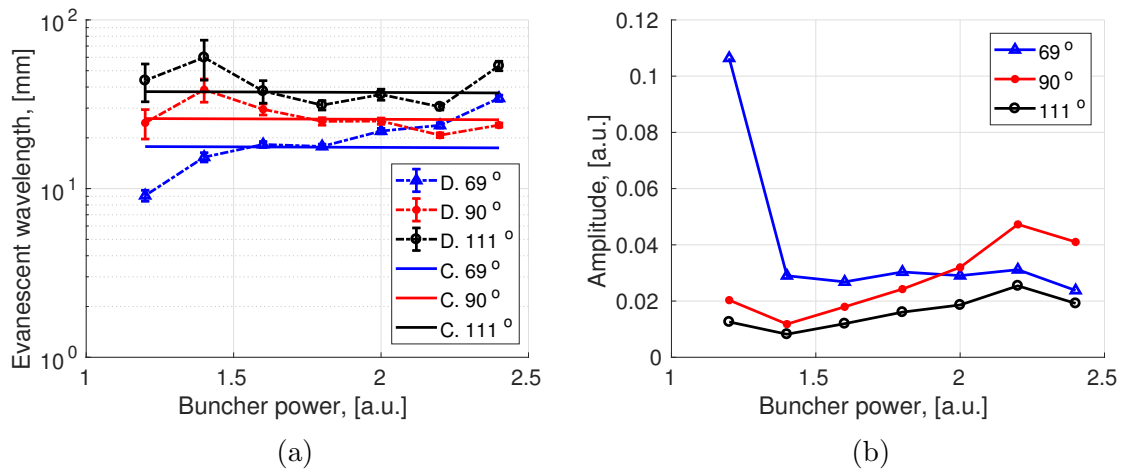 10^2
10^1
10^0
Evanescent wavelength, [mm]
D. 69 °
D. 90 °
D. 111 °
C. 69 °
C. 90 °
C. 111 °
1 1.5 2 2.5
Buncher power, [a.u.]
(a)
0.12
0.1
0.08
0.06
0.04
0.02
0
Amplitude, [a.u.]
69 °
90 °
111 °
1 1.5 2 2.5
Buncher power, [a.u.]
(b)